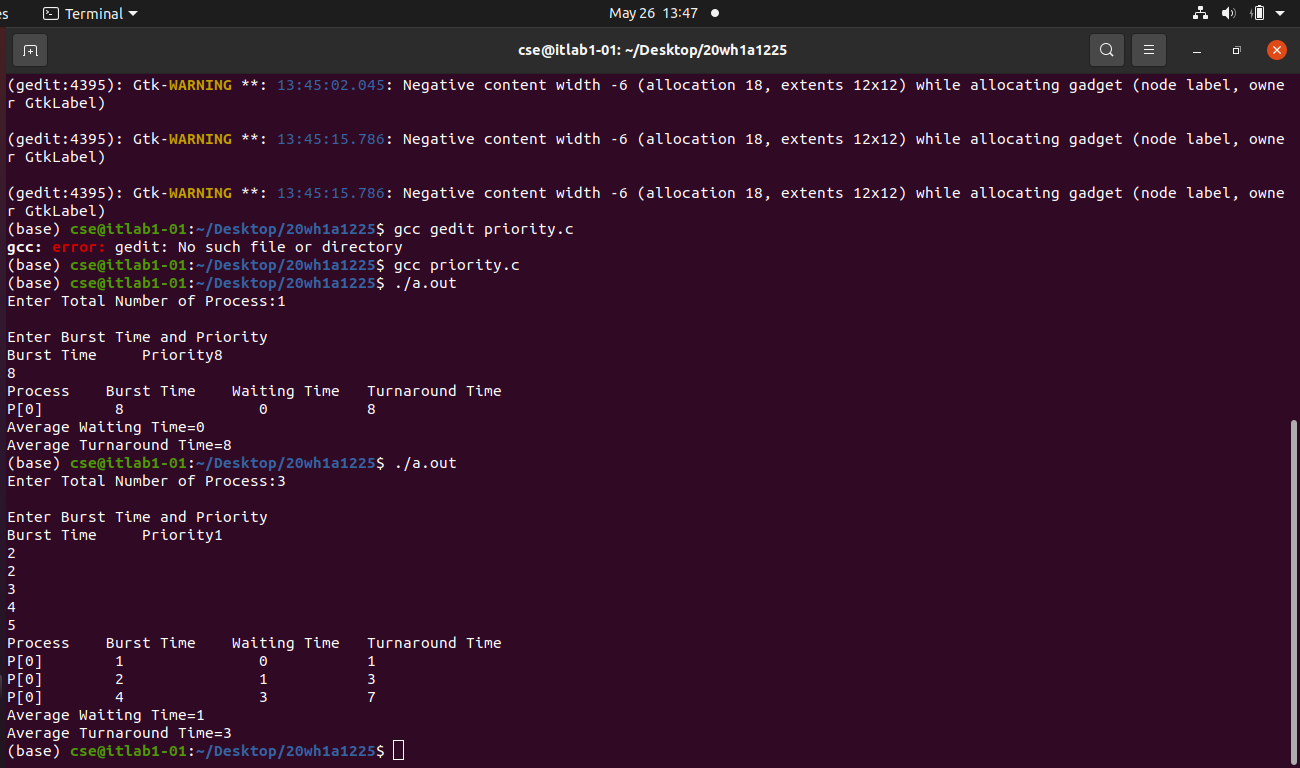 es Terminal May 26 13:47
cse@itlab1-01: ~/Desktop/20wh1a1225
(gedit:4395): Gtk-WARNING **: 13:45:02.045: Negative content width -6 (allocation 18, extents 12x12) while allocating gadget (node label, owne
r GtkLabel)
(gedit:4395): Gtk-WARNING **: 13:45:15.786: Negative content width -6 (allocation 18, extents 12x12) while allocating gadget (node label, owne
r GtkLabel)
(gedit:4395): Gtk-WARNING **: 13:45:15.786: Negative content width -6 (allocation 18, extents 12x12) while allocating gadget (node label, owne
r GtkLabel)
(base) cse@itlab1-01:~/Desktop/20wh1a1225$ gcc gedit priority.c
gcc: error: gedit: No such file or directory
(base) cse@itlab1-01:~/Desktop/20wh1a1225$ gcc priority.c
(base) cse@itlab1-01:~/Desktop/20wh1a1225$ ./a.out
Enter Total Number of Process:1
Enter Burst Time and Priority
Burst Time     Priority8
8
Process    Burst Time    Waiting Time   Turnaround Time
P[0]        8               0           8
Average Waiting Time=0
Average Turnaround Time=8
(base) cse@itlab1-01:~/Desktop/20wh1a1225$ ./a.out
Enter Total Number of Process:3
Enter Burst Time and Priority
Burst Time     Priority1
2
2
3
4
5
Process    Burst Time    Waiting Time   Turnaround Time
P[0]        1               0           1
P[0]        2               1           3
P[0]        4               3           7
Average Waiting Time=1
Average Turnaround Time=3
(base) cse@itlab1-01:~/Desktop/20wh1a1225$